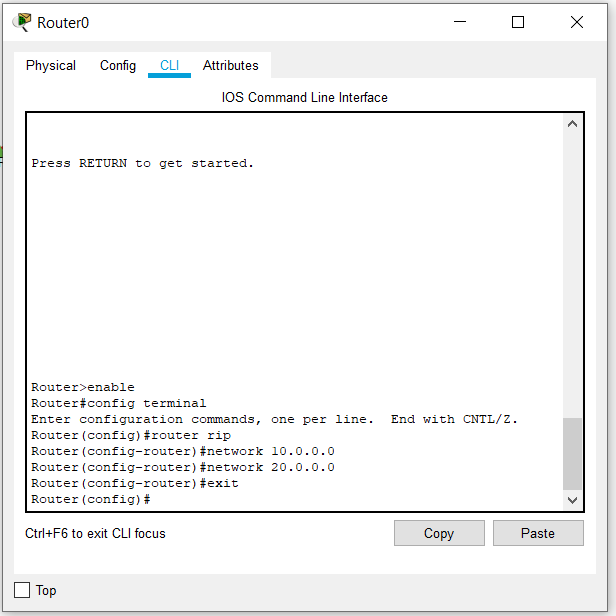 Router0
Physical Config CLI Attributes
IOS Command Line Interface
Press RETURN to get started.
Router>enable
Router#config terminal
Enter configuration commands, one per line.  End with CNTL/Z.
Router(config)#router rip
Router(config-router)#network 10.0.0.0
Router(config-router)#network 20.0.0.0
Router(config-router)#exit
Router(config)#
Ctrl+F6 to exit CLI focus
Copy Paste
Top